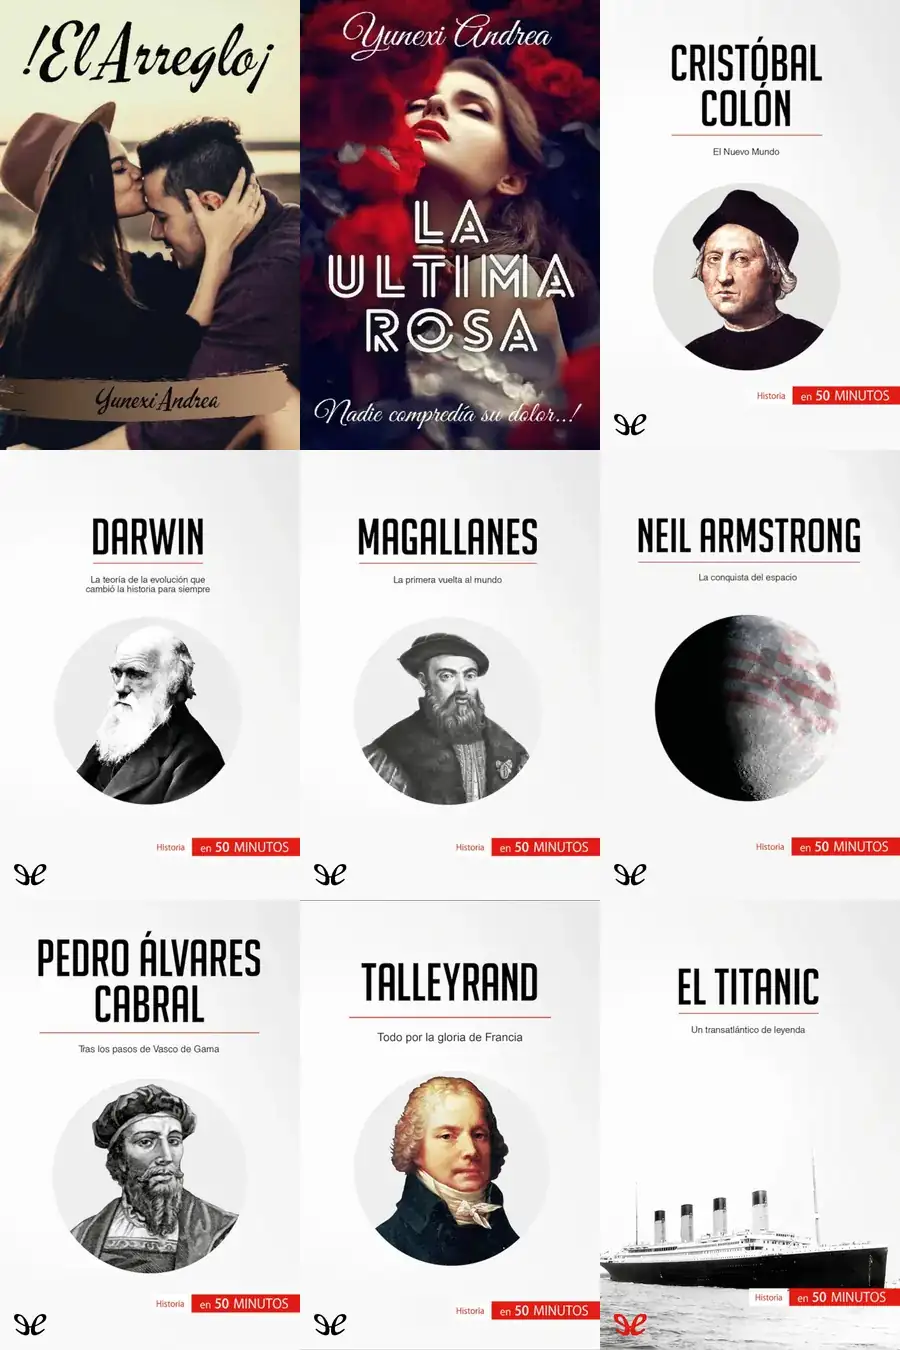 !El Arreglo¡
Yunexi Andrea
Yunexi Andrea
LA
ULTIMA
ROSA
Nadie compredía su dolor...!
CRISTÓBAL
COLÓN
El Nuevo Mundo
Historia
en 50 MINUTOS
DARWIN
La teoría de la evolución que
cambió la historia para siempre
Historia
en 50 MINUTOS
MAGALLANES
La primera vuelta al mundo
Historia
en 50 MINUTOS
NEIL ARMSTRONG
La conquista del espacio
Historia
en 50 MINUTOS
PEDRO ÁLVARES
CABRAL
Tras los pasos de Vasco de Gama
Historia
en 50 MINUTOS
TALLEYRAND
Todo por la gloria de Francia
Historia
en 50 MINUTOS
EL TITANIC
Un transatlántico de leyenda
Historia
en 50 MINUTOS